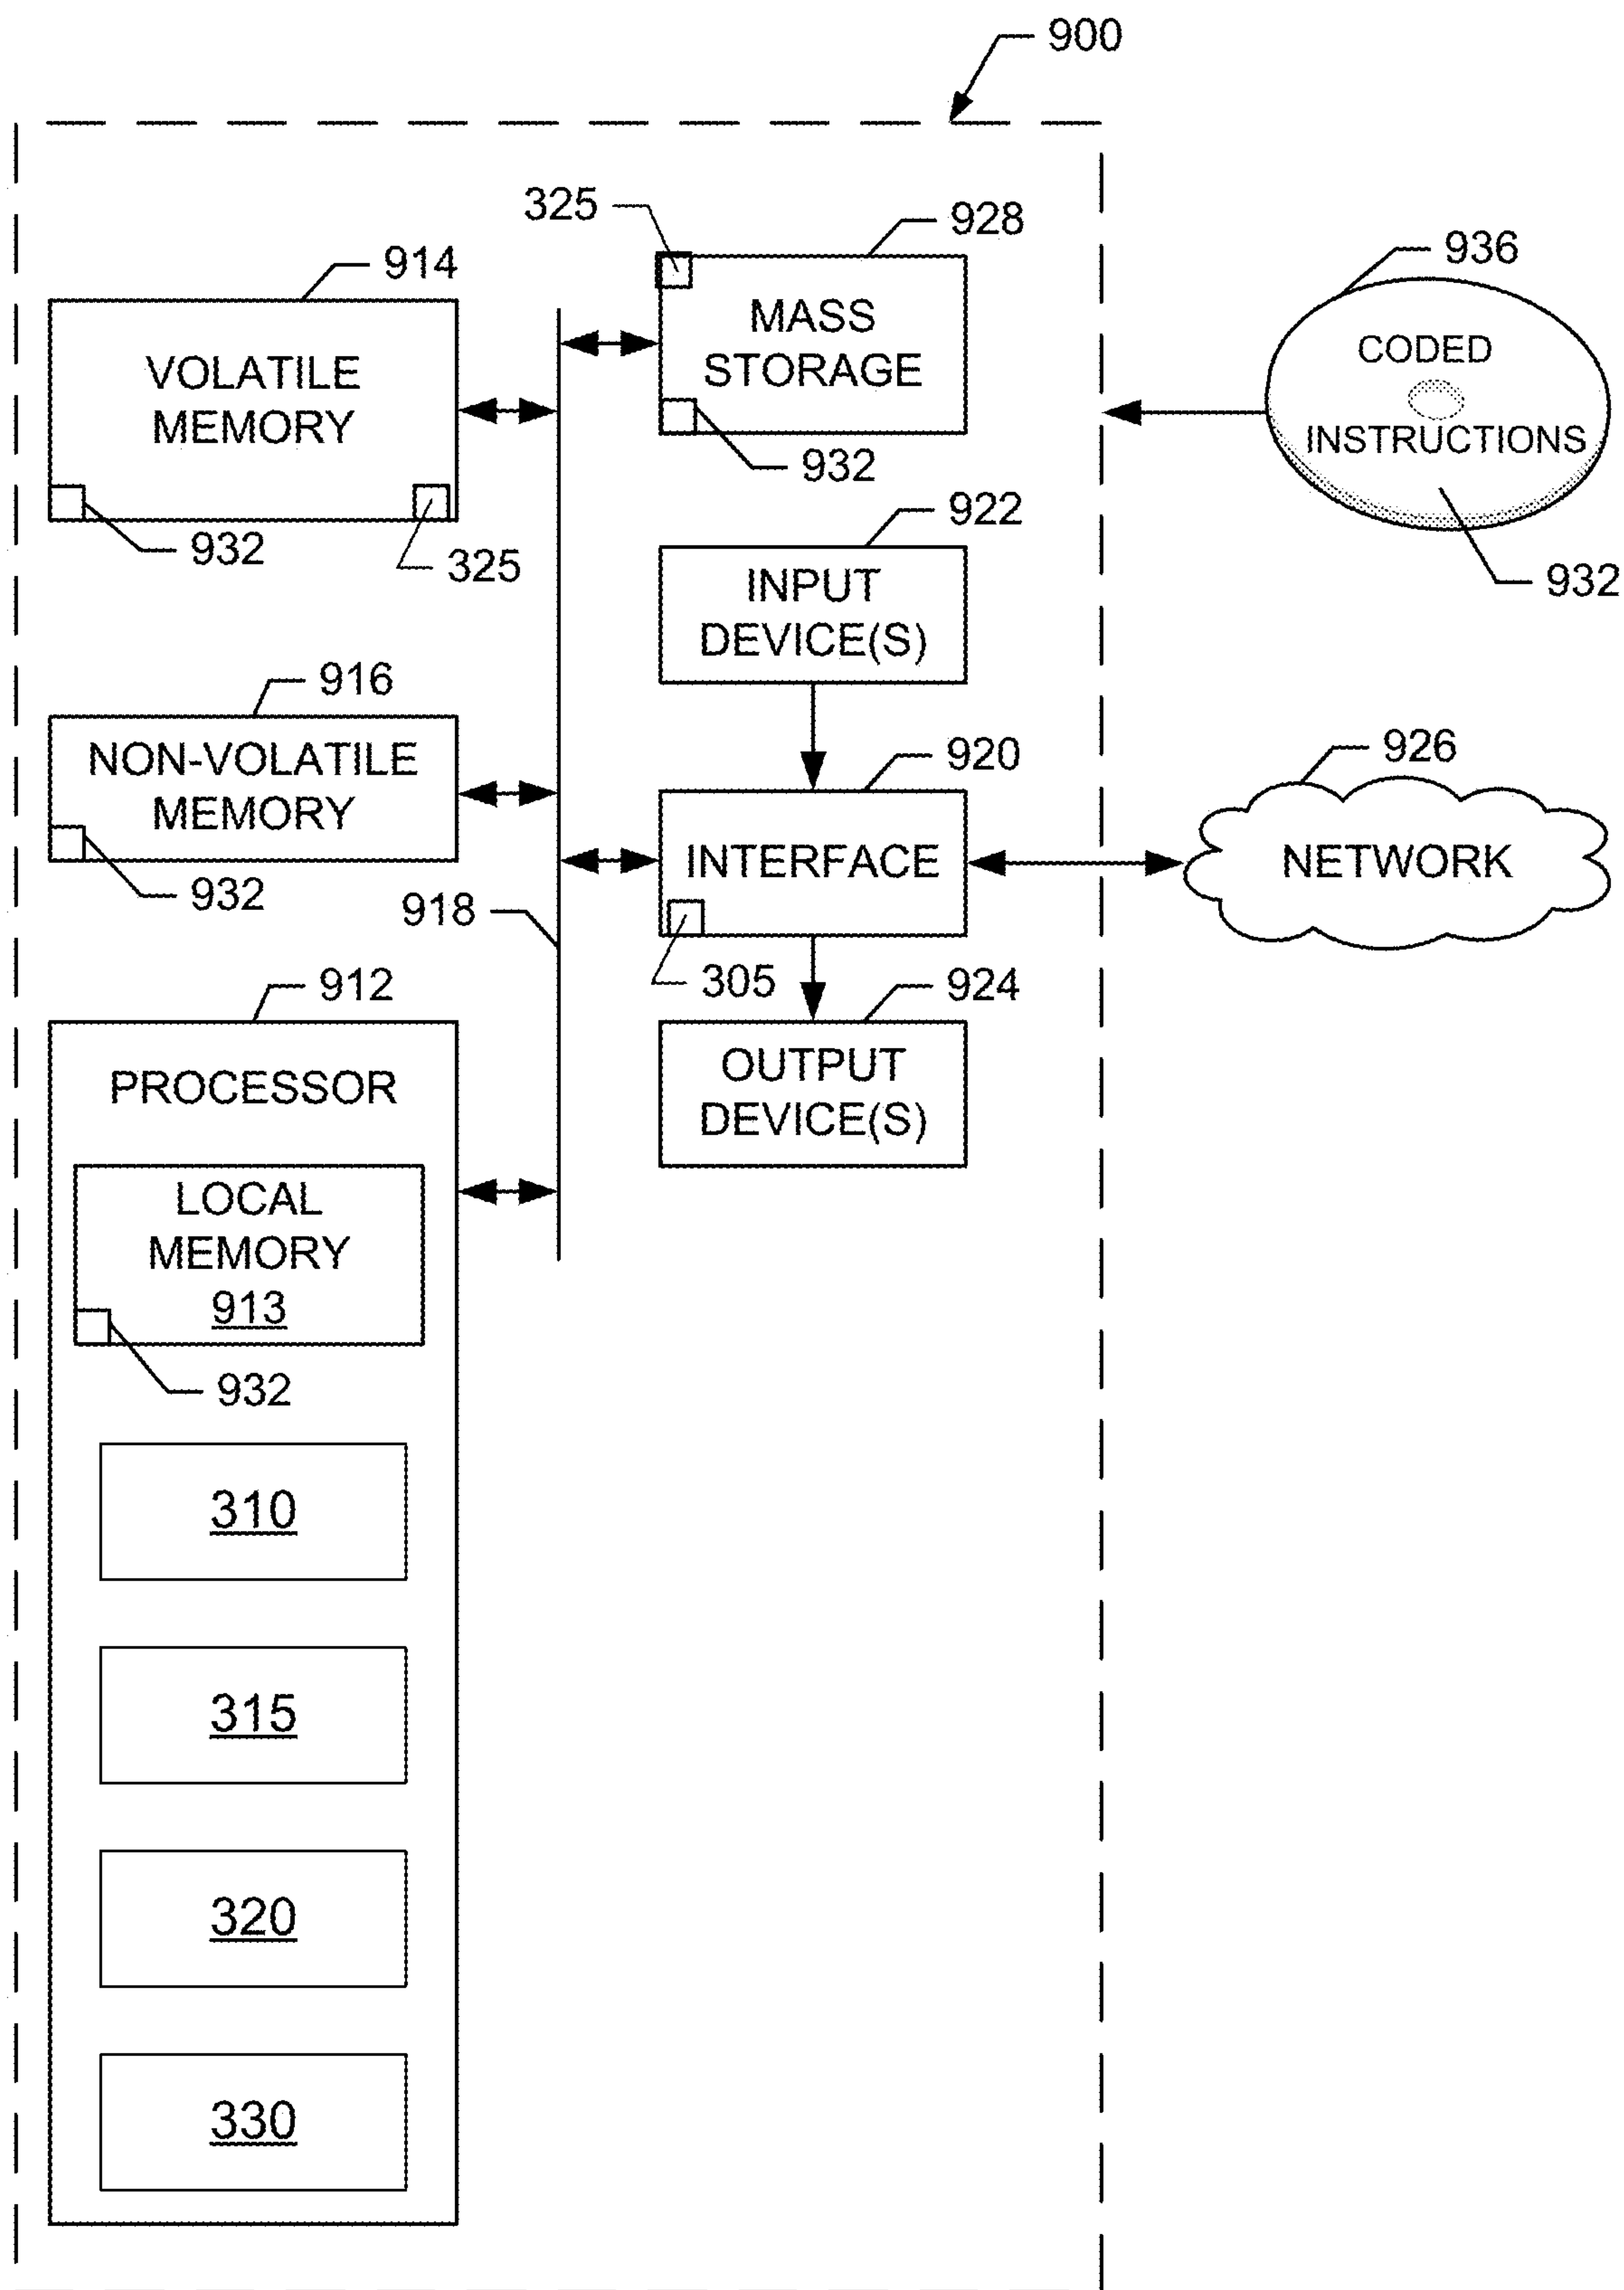 900
325
928
914
MASS
STORAGE
VOLATILE
MEMORY
932
932
325
936
CODED
INSTRUCTIONS
932
922
INPUT
DEVICE(S)
916
NON-VOLATILE
MEMORY
932
918
920
INTERFACE
305
926
NETWORK
912
924
OUTPUT
DEVICE(S)
PROCESSOR
LOCAL
MEMORY
913
932
310
315
320
330